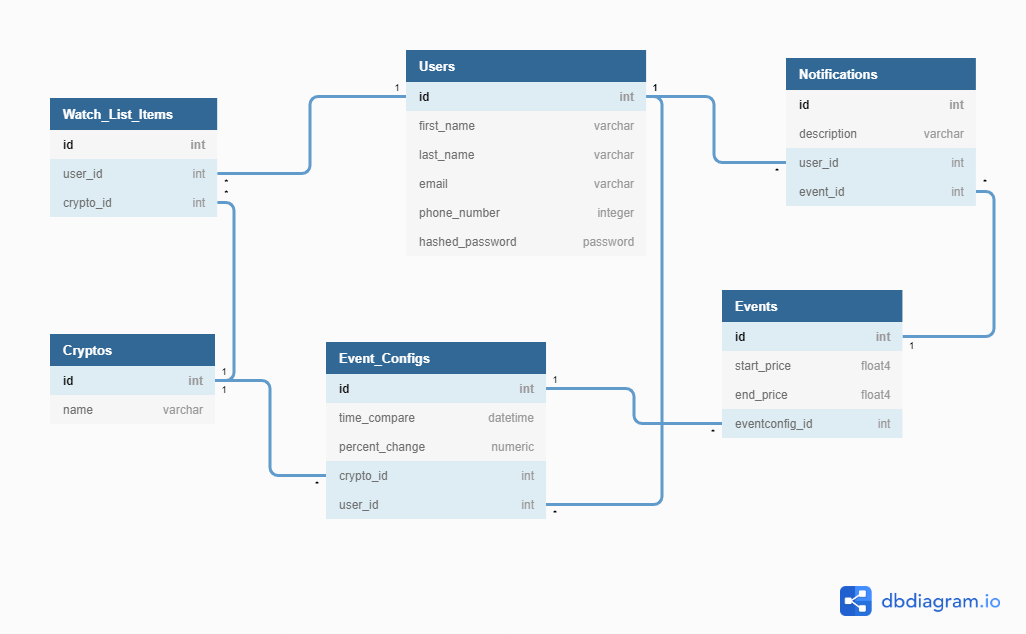 Watch_List_Items
id int
user_id int
crypto_id int
*
*
Users
1
1
id int
first_name varchar
last_name varchar
email varchar
phone_number integer
hashed_password password
Notifications
id int
description varchar
user_id int
event_id int
*
*
Cryptos
id int
name varchar
1
1
Event_Configs
id int
time_compare datetime
percent_change numeric
crypto_id int
user_id int
1
*
*
Events
id int
start_price float4
end_price float4
eventconfig_id int
1
*
dbdiagram.io